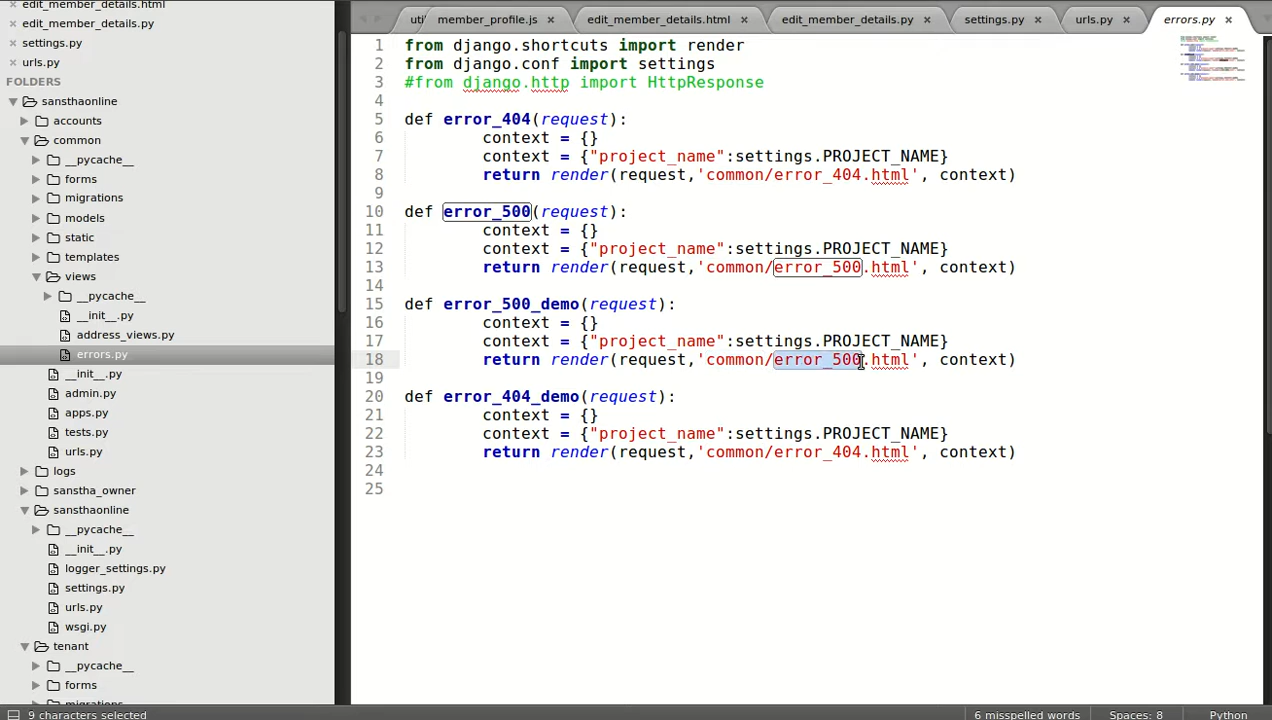 edit_member_details.html
edit_member_details.py
settings.py
urls.py
FOLDERS
sansthaonline
accounts
common
__pycache__
forms
migrations
models
static
templates
views
__pycache__
__init__.py
address_views.py
errors.py
__init__.py
admin.py
apps.py
tests.py
urls.py
logs
sanstha_owner
sansthaonline
__pycache__
__init__.py
logger_settings.py
settings.py
urls.py
wsgi.py
tenant
__pycache__
forms
migrations
member_profile.js edit_member_details.html edit_member_details.py settings.py urls.py errors.py
1 from django.shortcuts import render
2 from django.conf import settings
3 #from django.http import HttpResponse
4
5 def error_404(request):
6 context = {}
7 context = {"project_name":settings.PROJECT_NAME}
8 return render(request,'common/error_404.html', context)
9
10 def error_500(request):
11 context = {}
12 context = {"project_name":settings.PROJECT_NAME}
13 return render(request,'common/error_500.html', context)
14
15 def error_500_demo(request):
16 context = {}
17 context = {"project_name":settings.PROJECT_NAME}
18 return render(request,'common/error_500.html', context)
19
20 def error_404_demo(request):
21 context = {}
22 context = {"project_name":settings.PROJECT_NAME}
23 return render(request,'common/error_404.html', context)
24
25
9 characters selected 6 misspelled words Spaces: 8 Python